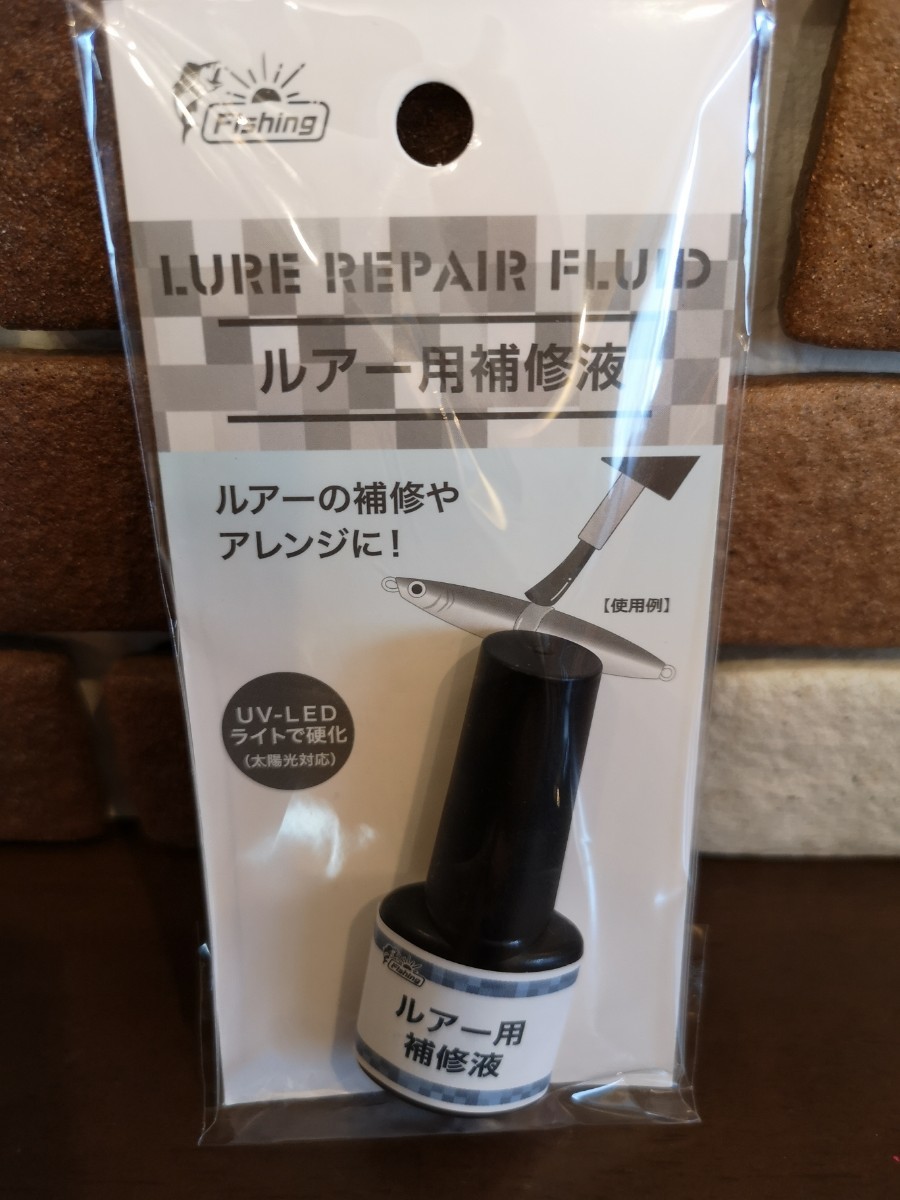 Fishing
LURE REPAIR FLUID
ルアー用補修液
ルアーの補修や
アレンジに！
【使用例】
UV-LED
ライトで硬化
（太陽光対応）
Fishing
ルアー用
補修液